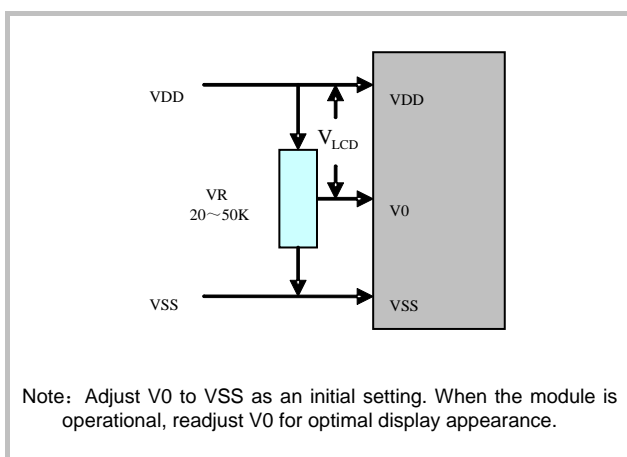 VDD
VDD
V_LCD
VR
20～50K
V0
VSS
VSS
Note：Adjust V0 to VSS as an initial setting. When the module is
operational, readjust V0 for optimal display appearance.